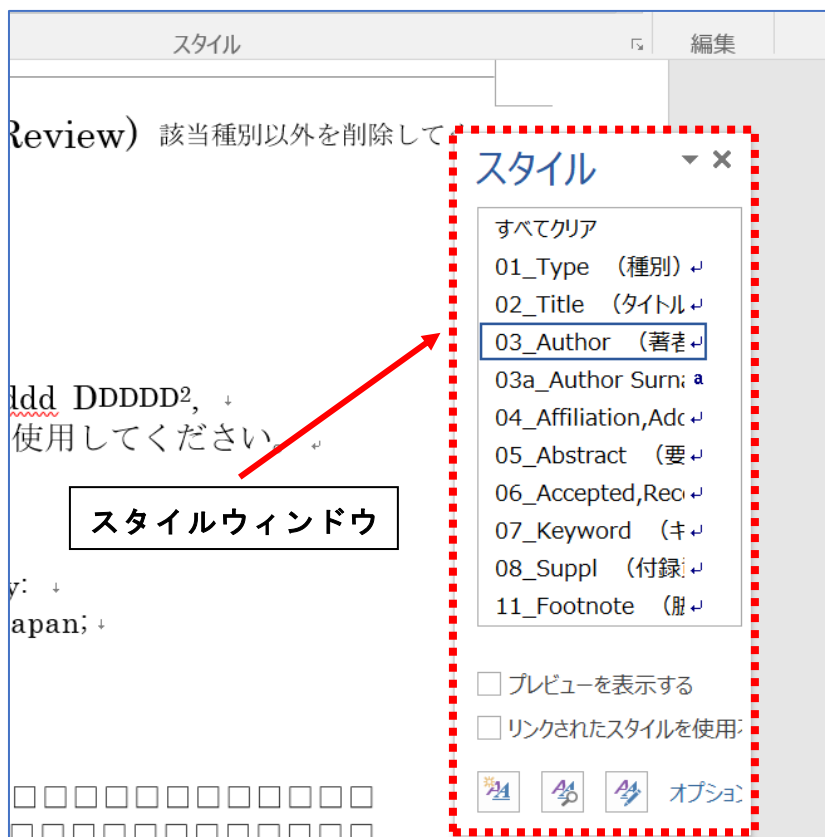 スタイル
編集
Review) 該当種別以外を削除して
ddd DDDDD2,
使用してください。
スタイルウィンドウ
y:
apan;
スタイル
すべてクリア
01_Type （種別）
02_Title （タイトル
03_Author （著者
03a_Author Surna a
04_Affiliation,Add
05_Abstract （要
06_Accepted,Rec
07_Keyword （キ
08_Suppl （付録
11_Footnote （脚
プレビューを表示する
リンクされたスタイルを使用
オプション
□□□□□□□□□□□□
□□□□□□□□□□□□